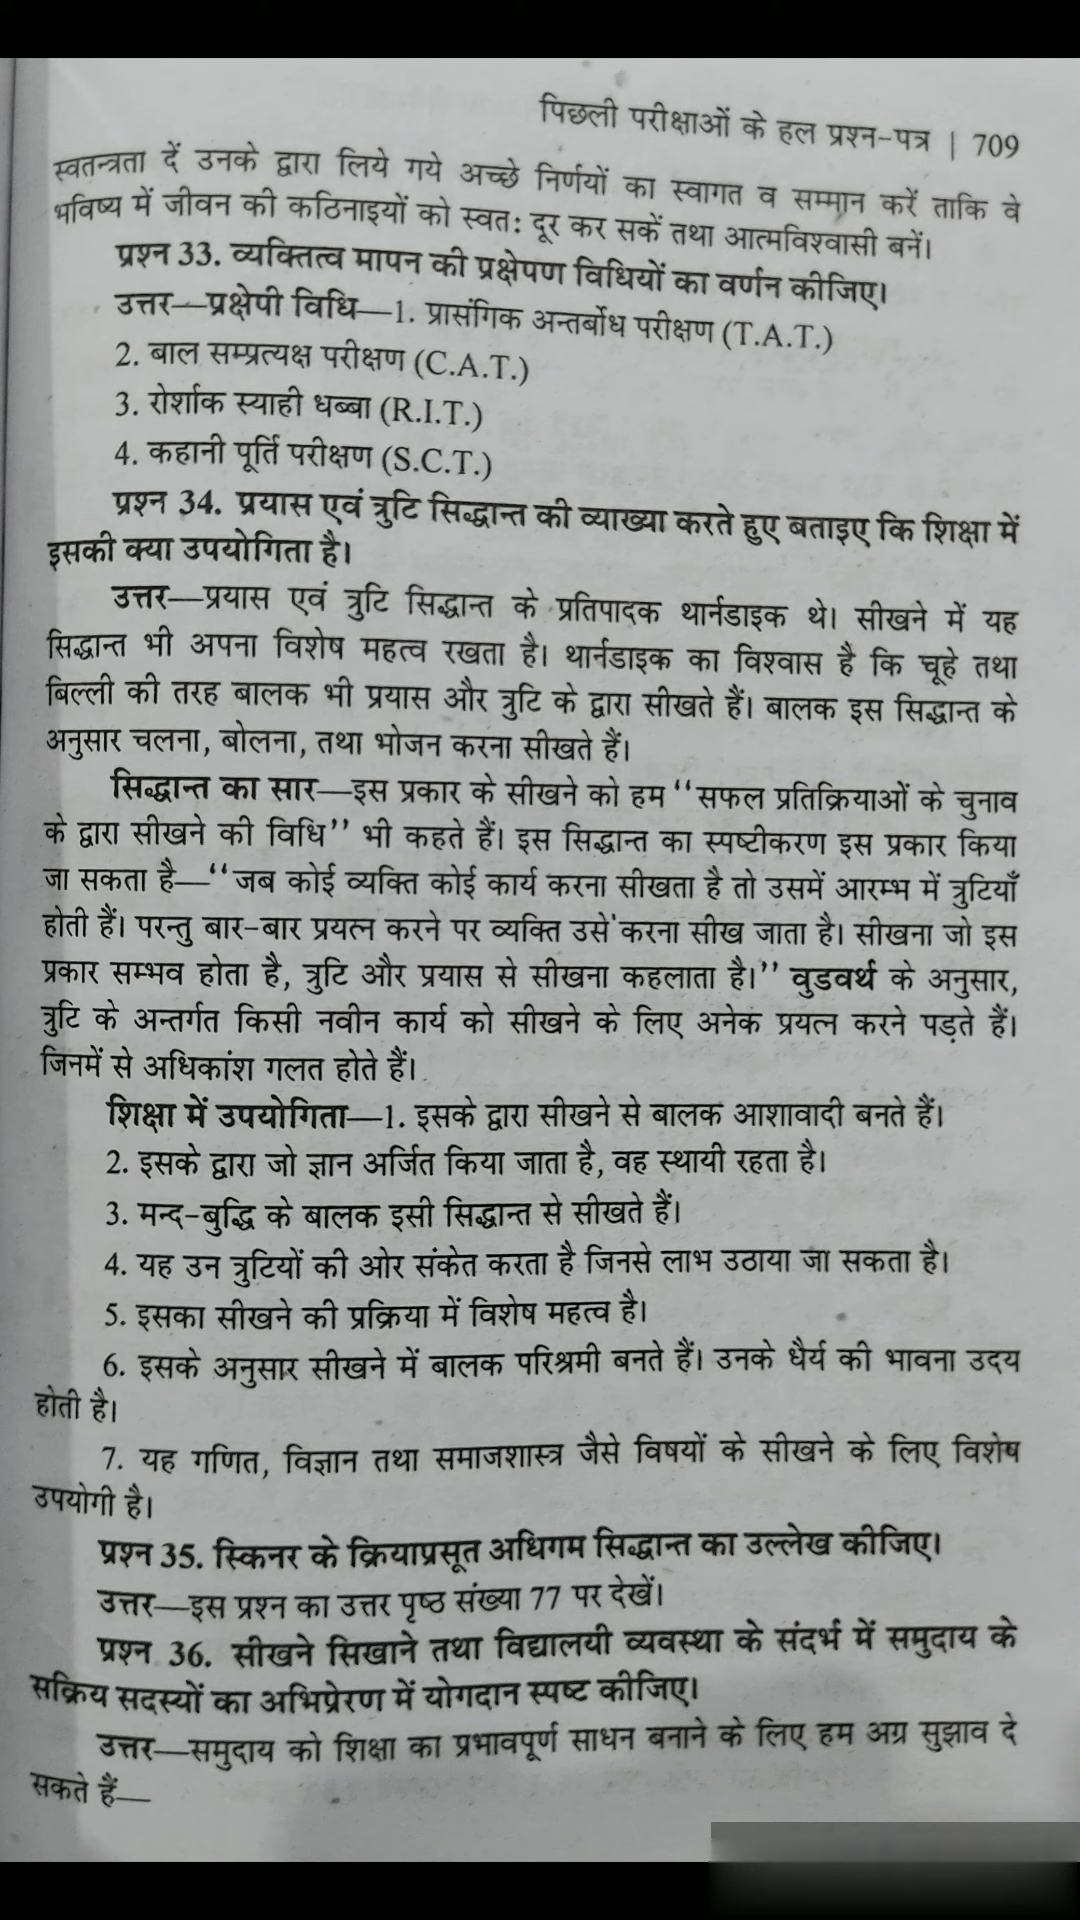 पिछली परीक्षाओं के हल प्रश्न-पत्र | 709
स्वतन्त्रता दें उनके द्वारा लिये गये अच्छे निर्णयों का स्वागत व सम्मान करें ताकि वे
भविष्य में जीवन की कठिनाइयों को स्वतः दूर कर सकें तथा आत्मविश्वासी बनें।
प्रश्न 33. व्यक्तित्व मापन की प्रक्षेपण विधियों का वर्णन कीजिए।
उत्तर—प्रक्षेपी विधि—1. प्रासंगिक अन्तर्बोध परीक्षण (T.A.T.)
2. बाल सम्प्रत्यक्ष परीक्षण (C.A.T.)
3. रोर्शाक स्याही धब्बा (R.I.T.)
4. कहानी पूर्ति परीक्षण (S.C.T.)
प्रश्न 34. प्रयास एवं त्रुटि सिद्धान्त की व्याख्या करते हुए बताइए कि शिक्षा में
इसकी क्या उपयोगिता है।
उत्तर—प्रयास एवं त्रुटि सिद्धान्त के प्रतिपादक थार्नडाइक थे। सीखने में यह
सिद्धान्त भी अपना विशेष महत्व रखता है। थार्नडाइक का विश्वास है कि चूहे तथा
बिल्ली की तरह बालक भी प्रयास और त्रुटि के द्वारा सीखते हैं। बालक इस सिद्धान्त के
अनुसार चलना, बोलना, तथा भोजन करना सीखते हैं।
सिद्धान्त का सार—इस प्रकार के सीखने को हम “सफल प्रतिक्रियाओं के चुनाव
के द्वारा सीखने की विधि” भी कहते हैं। इस सिद्धान्त का स्पष्टीकरण इस प्रकार किया
जा सकता है—“जब कोई व्यक्ति कोई कार्य करना सीखता है तो उसमें आरम्भ में त्रुटियाँ
होती हैं। परन्तु बार-बार प्रयत्न करने पर व्यक्ति उसे करना सीख जाता है। सीखना जो इस
प्रकार सम्भव होता है, त्रुटि और प्रयास से सीखना कहलाता है।” वुडवर्थ के अनुसार,
त्रुटि के अन्तर्गत किसी नवीन कार्य को सीखने के लिए अनेक प्रयत्न करने पड़ते हैं।
जिनमें से अधिकांश गलत होते हैं।
शिक्षा में उपयोगिता—1. इसके द्वारा सीखने से बालक आशावादी बनते हैं।
2. इसके द्वारा जो ज्ञान अर्जित किया जाता है, वह स्थायी रहता है।
3. मन्द-बुद्धि के बालक इसी सिद्धान्त से सीखते हैं।
4. यह उन त्रुटियों की ओर संकेत करता है जिनसे लाभ उठाया जा सकता है।
5. इसका सीखने की प्रक्रिया में विशेष महत्व है।
6. इसके अनुसार सीखने में बालक परिश्रमी बनते हैं। उनके धैर्य की भावना उदय
होती है।
7. यह गणित, विज्ञान तथा समाजशास्त्र जैसे विषयों के सीखने के लिए विशेष
उपयोगी है।
प्रश्न 35. स्किनर के क्रियाप्रसूत अधिगम सिद्धान्त का उल्लेख कीजिए।
उत्तर—इस प्रश्न का उत्तर पृष्ठ संख्या 77 पर देखें।
प्रश्न 36. सीखने सिखाने तथा विद्यालयी व्यवस्था के संदर्भ में समुदाय के
सक्रिय सदस्यों का अभिप्रेरण में योगदान स्पष्ट कीजिए।
उत्तर—समुदाय को शिक्षा का प्रभावपूर्ण साधन बनाने के लिए हम अग्र सुझाव दे
सकते हैं—